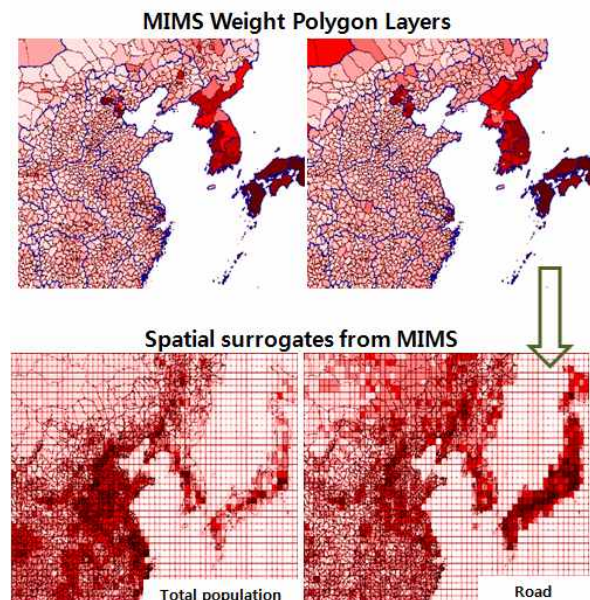 MIMS Weight Polygon Layers
Spatial surrogates from MIMS
Total population
Road